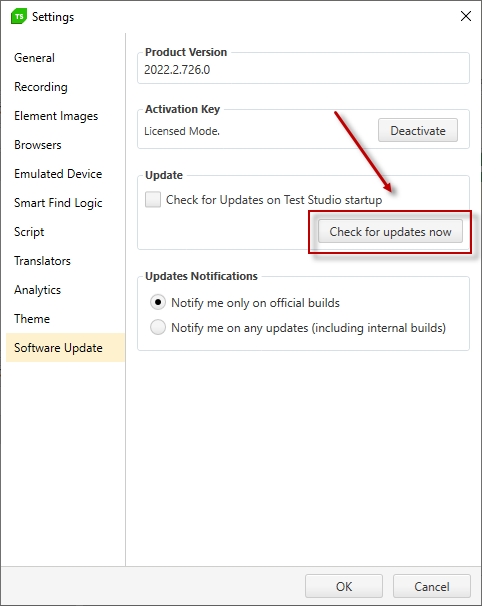 TS Settings
General
Recording
Element Images
Browsers
Emulated Device
Smart Find Logic
Script
Translators
Analytics
Theme
Software Update
Product Version
2022.2.726.0
Activation Key
Licensed Mode.
Deactivate
Update
Check for Updates on Test Studio startup
Check for updates now
Updates Notifications
Notify me only on official builds
Notify me on any updates (including internal builds)
OK
Cancel